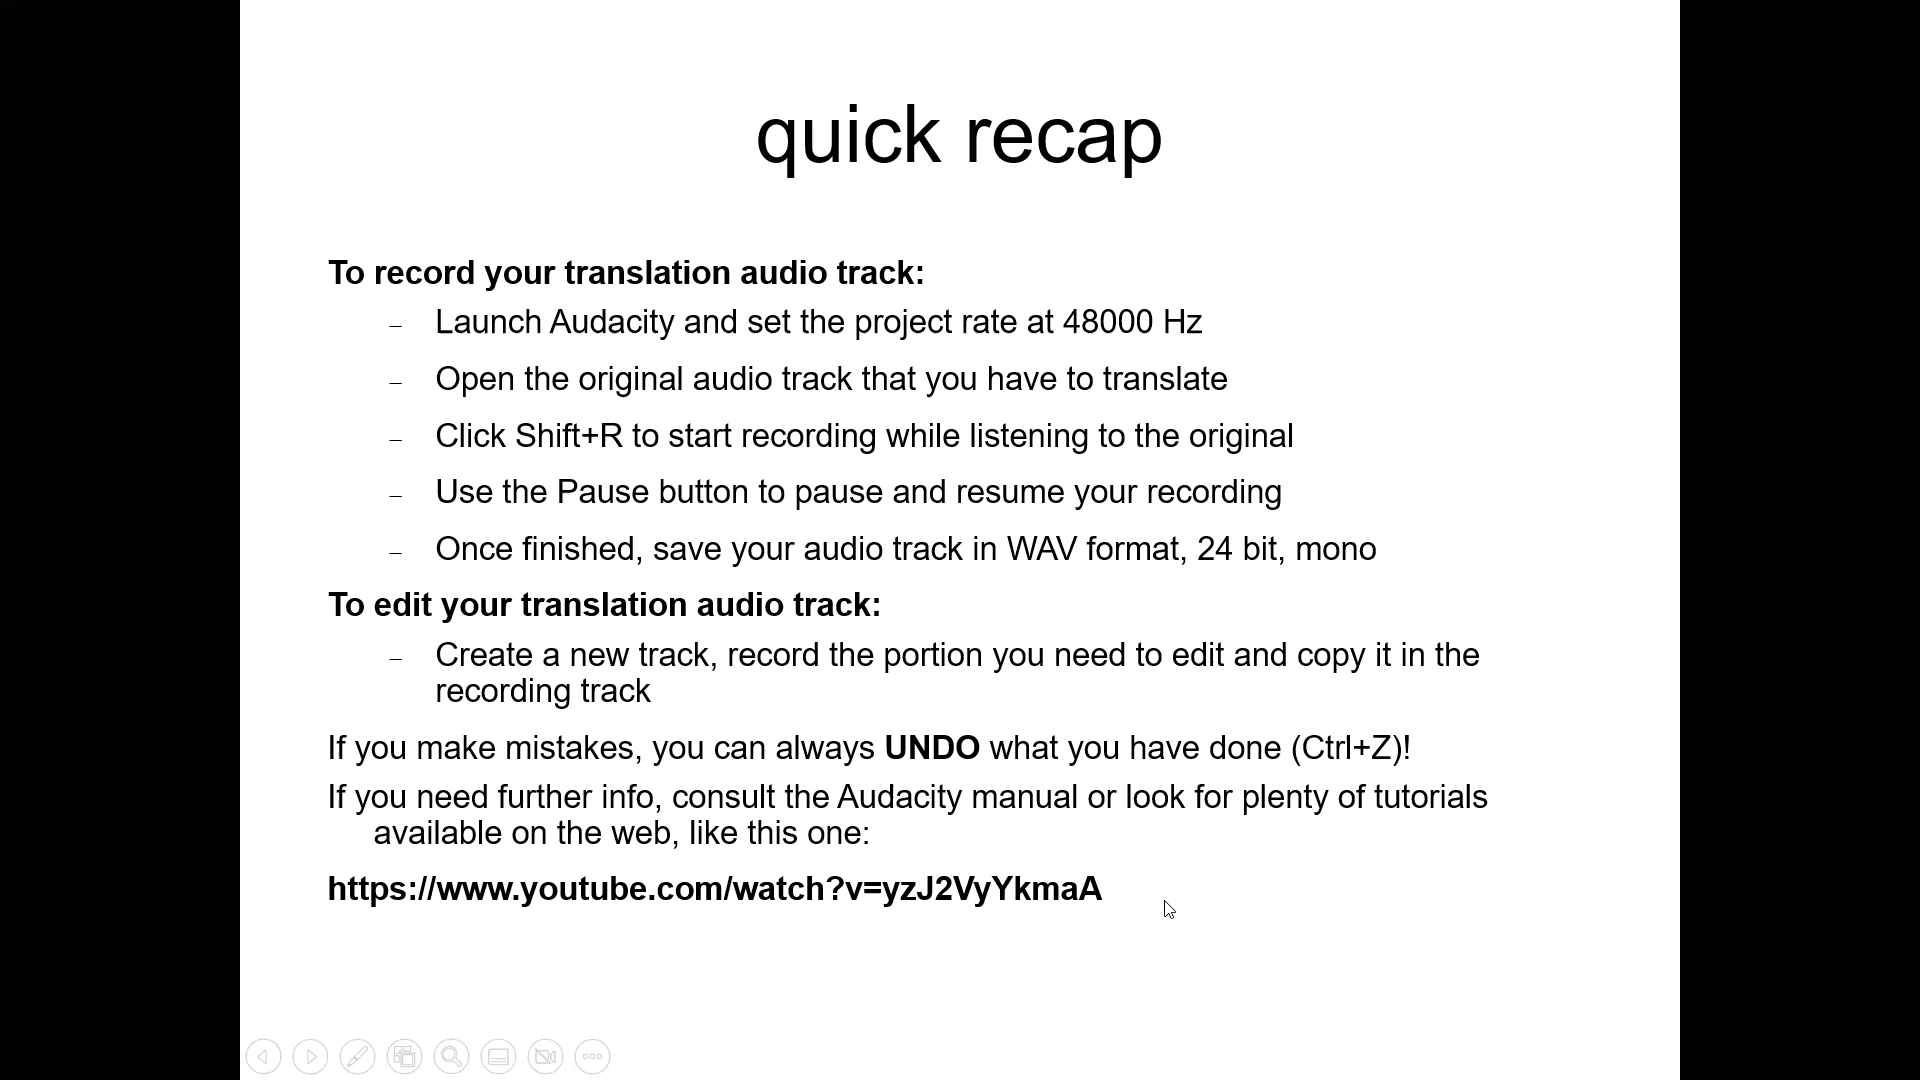 quick recap
To record your translation audio track:
– Launch Audacity and set the project rate at 48000 Hz
– Open the original audio track that you have to translate
– Click Shift+R to start recording while listening to the original
– Use the Pause button to pause and resume your recording
– Once finished, save your audio track in WAV format, 24 bit, mono
To edit your translation audio track:
– Create a new track, record the portion you need to edit and copy it in the
recording track
If you make mistakes, you can always UNDO what you have done (Ctrl+Z)!
If you need further info, consult the Audacity manual or look for plenty of tutorials
available on the web, like this one:
https://www.youtube.com/watch?v=yzJ2VyYkmaA